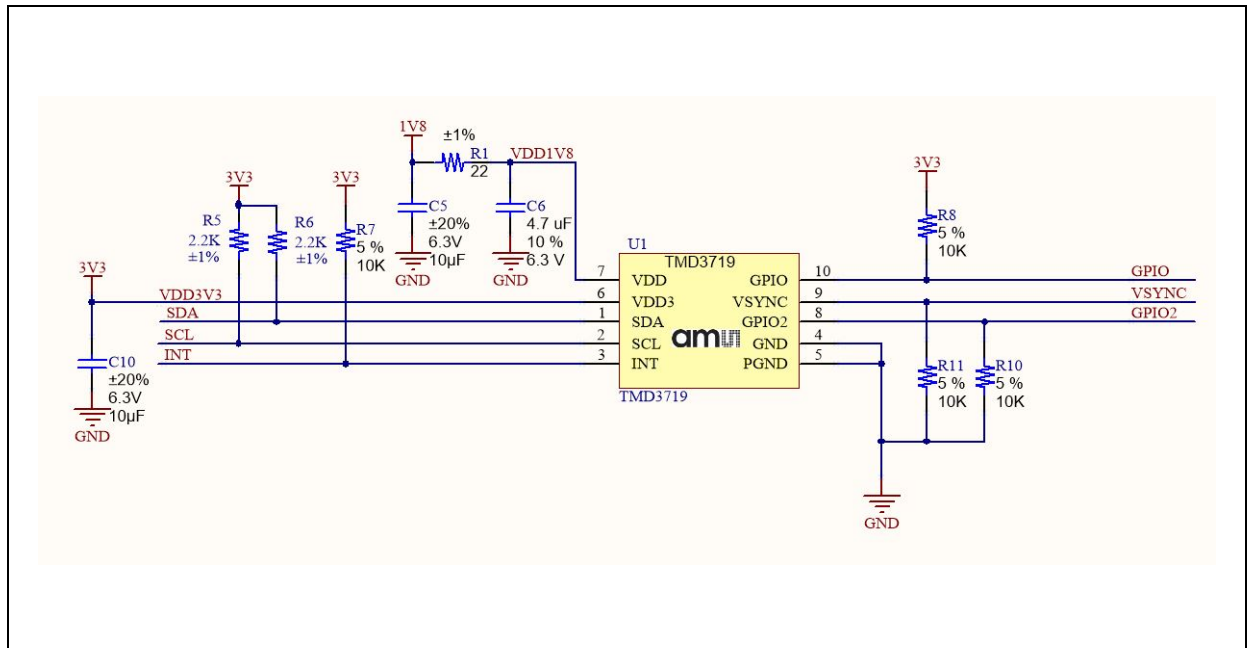 1V8
±1%
R1
22
VDD1V8
3V3
3V3
3V3
R5
2.2K
±1%
R6
2.2K
±1%
R7
5 %
10K
C5
±20%
6.3V
10µF
GND
C6
4.7 uF
10 %
6.3 V
GND
R8
5 %
10K
3V3
VDD3V3
SDA
SCL
INT
C10
±20%
6.3V
10µF
GND
U1
TMD3719
7 VDD
6 VDD3
1 SDA
2 SCL
3 INT
amu
GPIO 10
VSYNC 9
GPIO2 8
GND 4
PGND 5
TMD3719
GPIO
VSYNC
GPIO2
R11
5 %
10K
R10
5 %
10K
GND